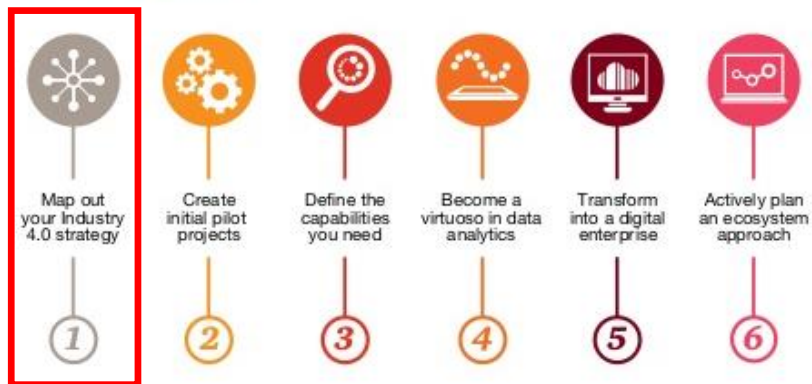 Map out
your Industry
4.0 strategy
1
Create
initial pilot
projects
2
Define the
capabilities
you need
3
Become a
virtuoso in data
analytics
4
Transform
into a digital
enterprise
5
Actively plan
an ecosystem
approach
6